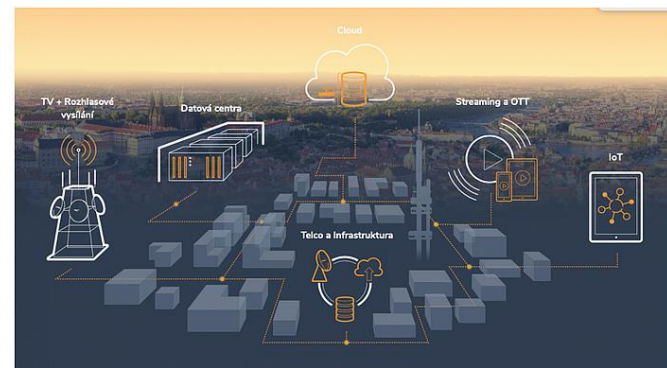 Cloud
TV + Rozhlasové
vysílání
Datová centra
Streaming a OTT
IoT
Telco a Infrastruktura